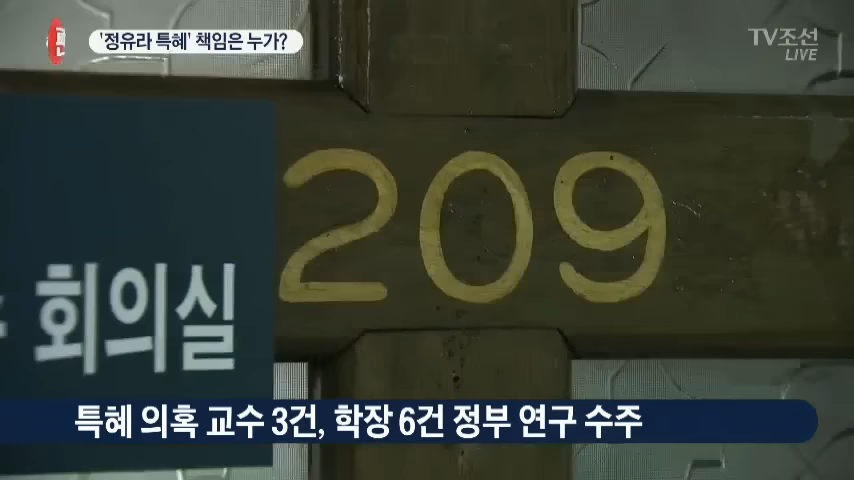 '정유라 특혜' 책임은 누가?
TV조선
LIVE
209
회의실
특혜 의혹 교수 3건, 학장 6건 정부 연구 수주